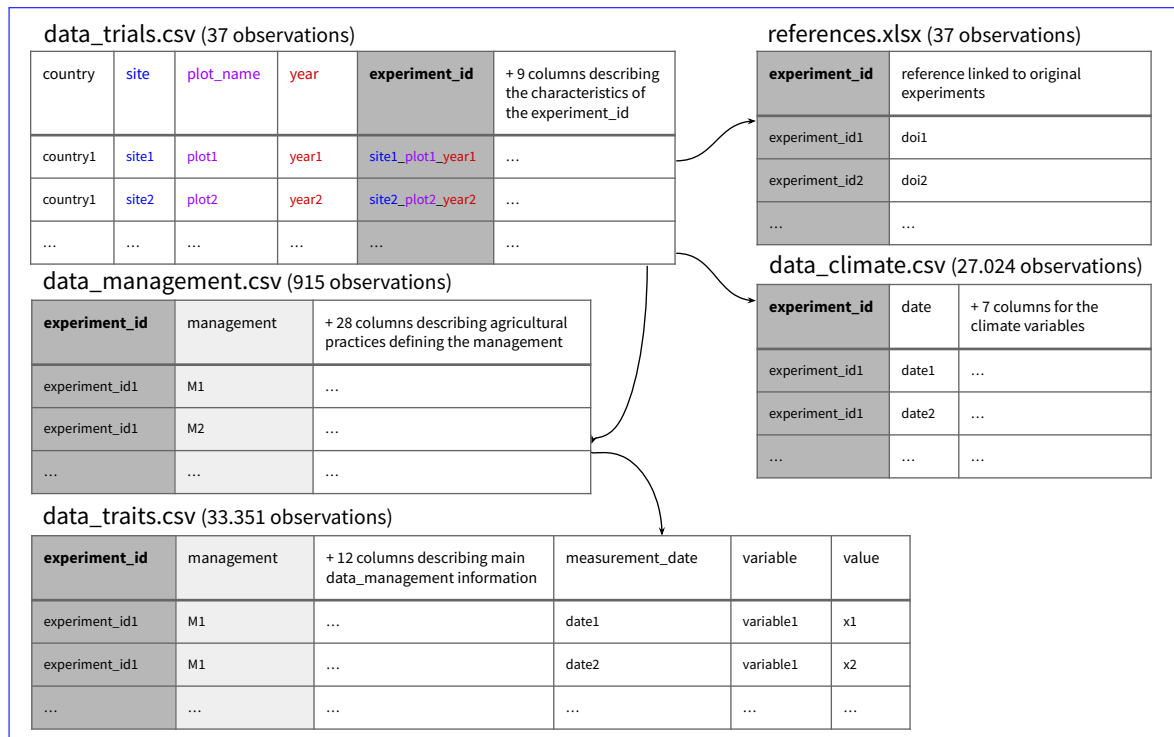 data_trials.csv (37 observations)
country site plot_name year experiment_id + 9 columns describing
the characteristics of
the experiment_id
country1 site1 plot1 year1 site1_plot1_year1 …
country1 site2 plot2 year2 site2_plot2_year2 …
… … … … … …
references.xlsx (37 observations)
experiment_id reference linked to original
experiments
experiment_id1 doi1
experiment_id2 doi2
… …
data_management.csv (915 observations)
experiment_id management + 28 columns describing agricultural
practices defining the management
experiment_id1 M1 …
experiment_id1 M2 …
… … …
data_climate.csv (27.024 observations)
experiment_id date + 7 columns for the
climate variables
experiment_id1 date1 …
experiment_id1 date2 …
… … …
data_traits.csv (33.351 observations)
experiment_id management + 12 columns describing main measurement_date variable value
data_management information
experiment_id1 M1 … date1 variable1 x1
experiment_id1 M1 … date2 variable1 x2
… … … … … …